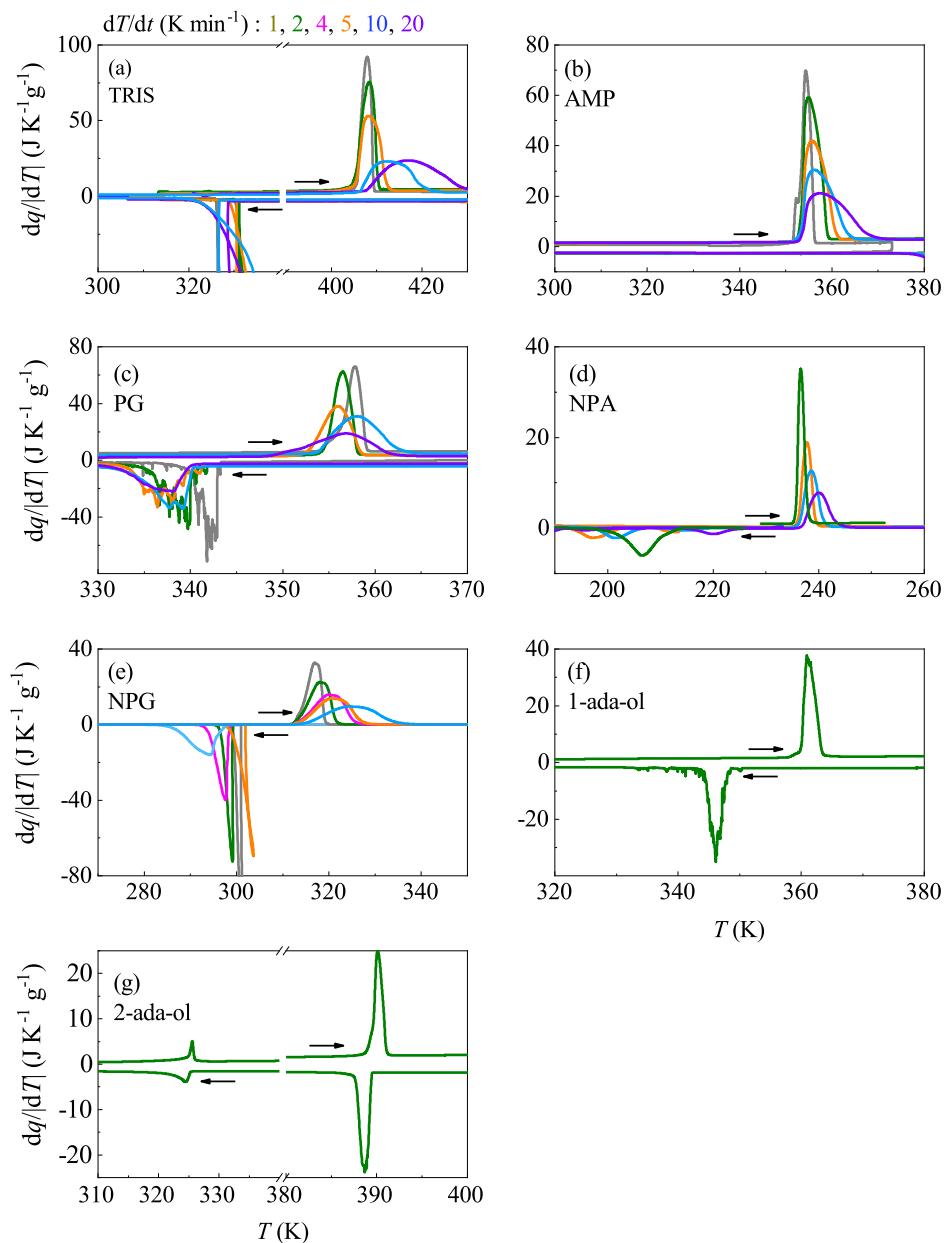 dT/dt (K min⁻¹) : 1, 2, 4, 5, 10, 20
(a)
TRIS
dq/|dT| (J K⁻¹g⁻¹)
100
50
0
300 320 400 420
(b)
AMP
80
60
40
20
0
300 320 340 360 380
(c)
PG
dq/|dT| (J K⁻¹ g⁻¹)
80
40
0
-40
330 340 350 360 370
(d)
NPA
40
20
0
200 220 240 260
(e)
NPG
dq/|dT| (J K⁻¹ g⁻¹)
40
0
-40
-80
280 300 320 340
(f)
1-ada-ol
40
20
0
-20
320 340 360 380
T (K)
(g)
2-ada-ol
dq/|dT| (J K⁻¹ g⁻¹)
20
10
0
-10
-20
310 320 330 380 390 400
T (K)